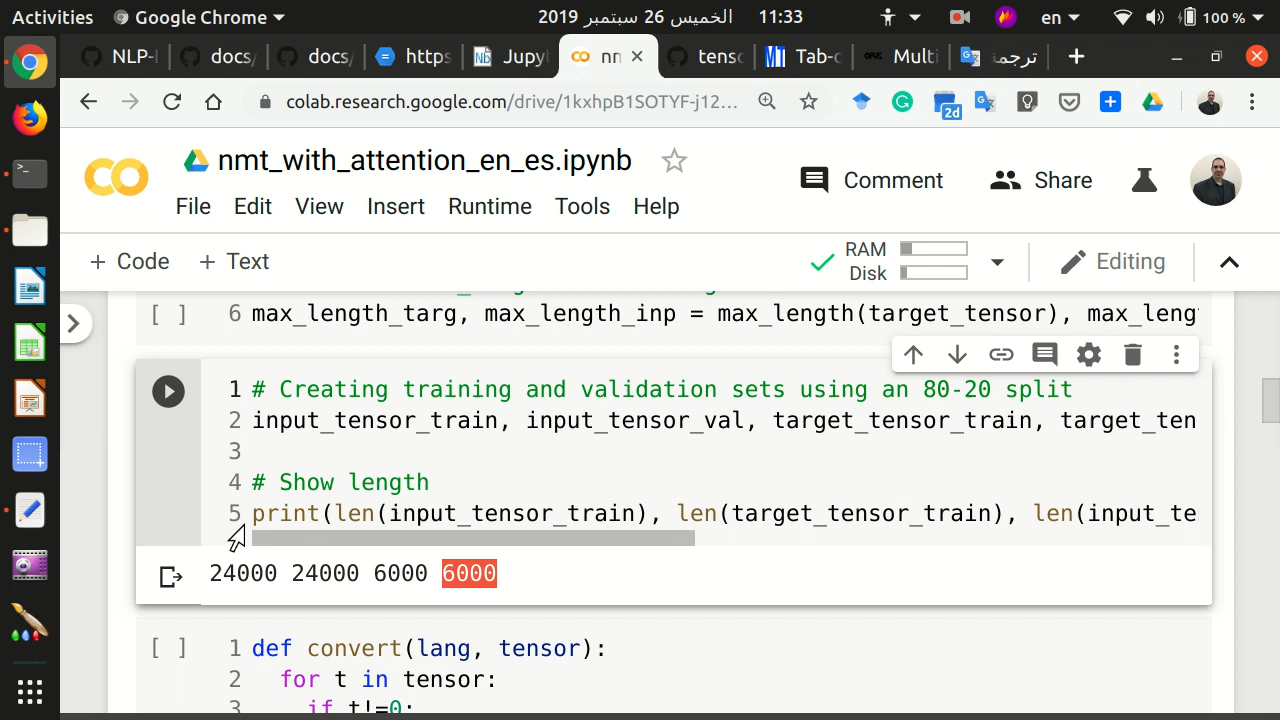 Activities Google Chrome الخميس 26 سبتمبر 2019 11:33 en 100 %
NLP- docs/ docs/ https Jupy nn tens Tab-c Multi ترجمة
colab.research.google.com/drive/1kxhpB1SOTYF-j12... 2d
nmt_with_attention_en_es.ipynb
Comment Share
File Edit View Insert Runtime Tools Help
+ Code + Text RAM Disk Editing
[ ] 6 max_length_targ, max_length_inp = max_length(target_tensor), max_leng
1 # Creating training and validation sets using an 80-20 split
2 input_tensor_train, input_tensor_val, target_tensor_train, target_ten
3
4 # Show length
5 print(len(input_tensor_train), len(target_tensor_train), len(input_te
24000 24000 6000 6000
[ ] 1 def convert(lang, tensor):
2 for t in tensor:
3 if t!=0: